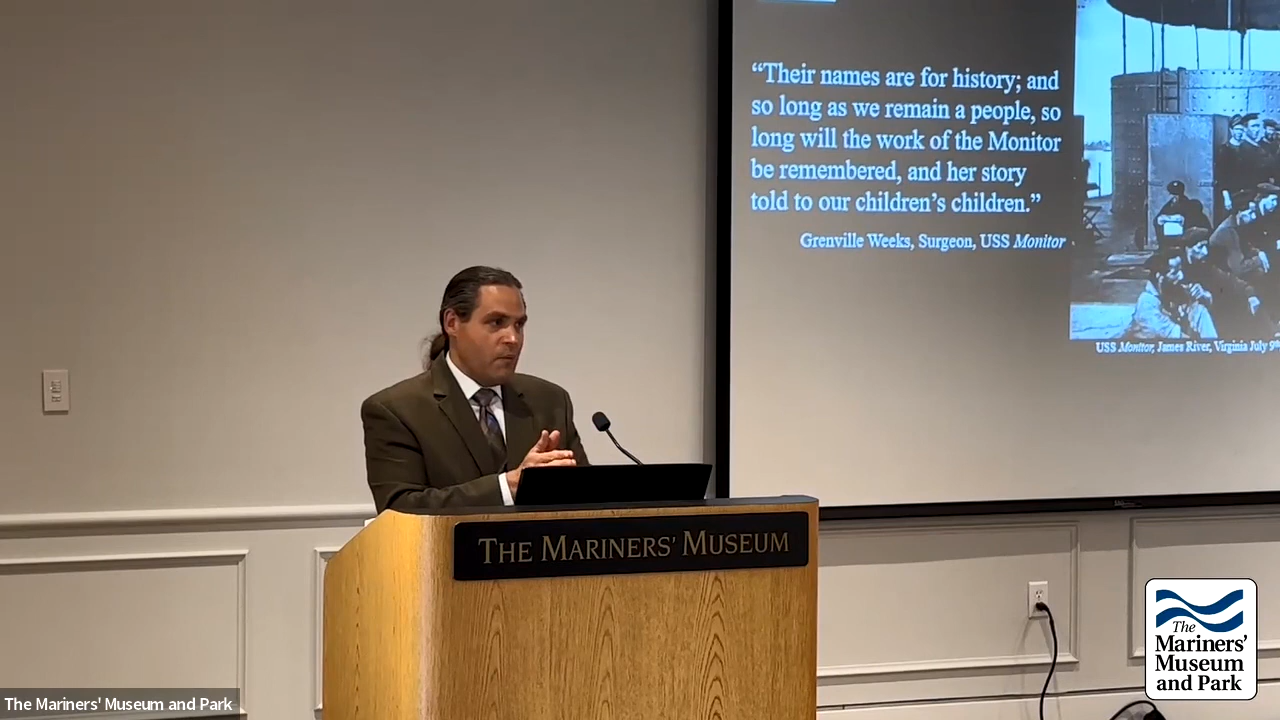 “Their names are for history; and
so long as we remain a people, so
long will the work of the Monitor
be remembered, and her story
told to our children’s children.”
Grenville Weeks, Surgeon, USS Monitor
USS Monitor, James River, Virginia July 9th
THE MARINERS’ MUSEUM
The
Mariners’
Museum
and Park
The Mariners' Museum and Park